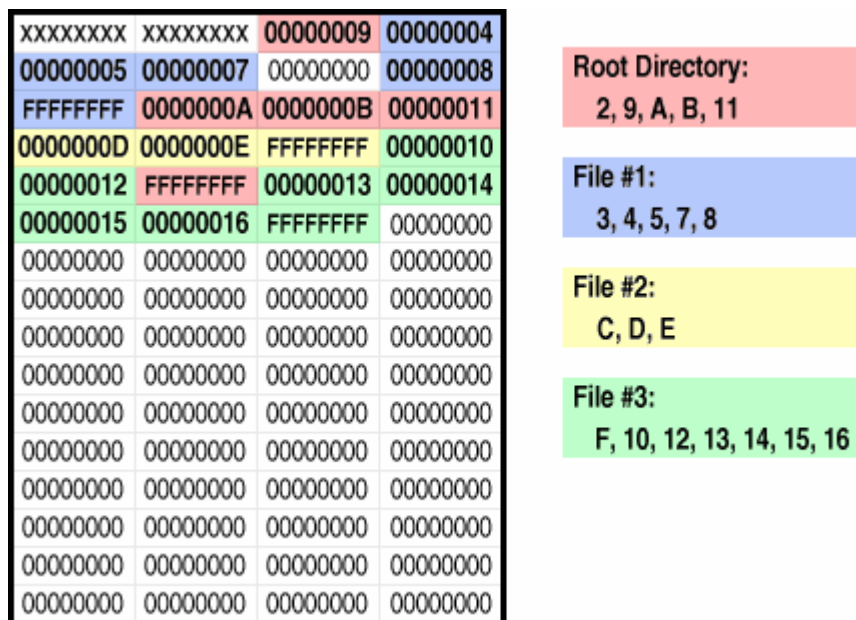 XXXXXXXX XXXXXXXX 00000009 00000004
00000005 00000007 00000000 00000008
FFFFFFFF 0000000A 0000000B 00000011
0000000D 0000000E FFFFFFFF 00000010
00000012 FFFFFFFF 00000013 00000014
00000015 00000016 FFFFFFFF 00000000
00000000 00000000 00000000 00000000
00000000 00000000 00000000 00000000
00000000 00000000 00000000 00000000
00000000 00000000 00000000 00000000
00000000 00000000 00000000 00000000
00000000 00000000 00000000 00000000
00000000 00000000 00000000 00000000
00000000 00000000 00000000 00000000
00000000 00000000 00000000 00000000
00000000 00000000 00000000 00000000
Root Directory:
2, 9, A, B, 11
File #1:
3, 4, 5, 7, 8
File #2:
C, D, E
File #3:
F, 10, 12, 13, 14, 15, 16